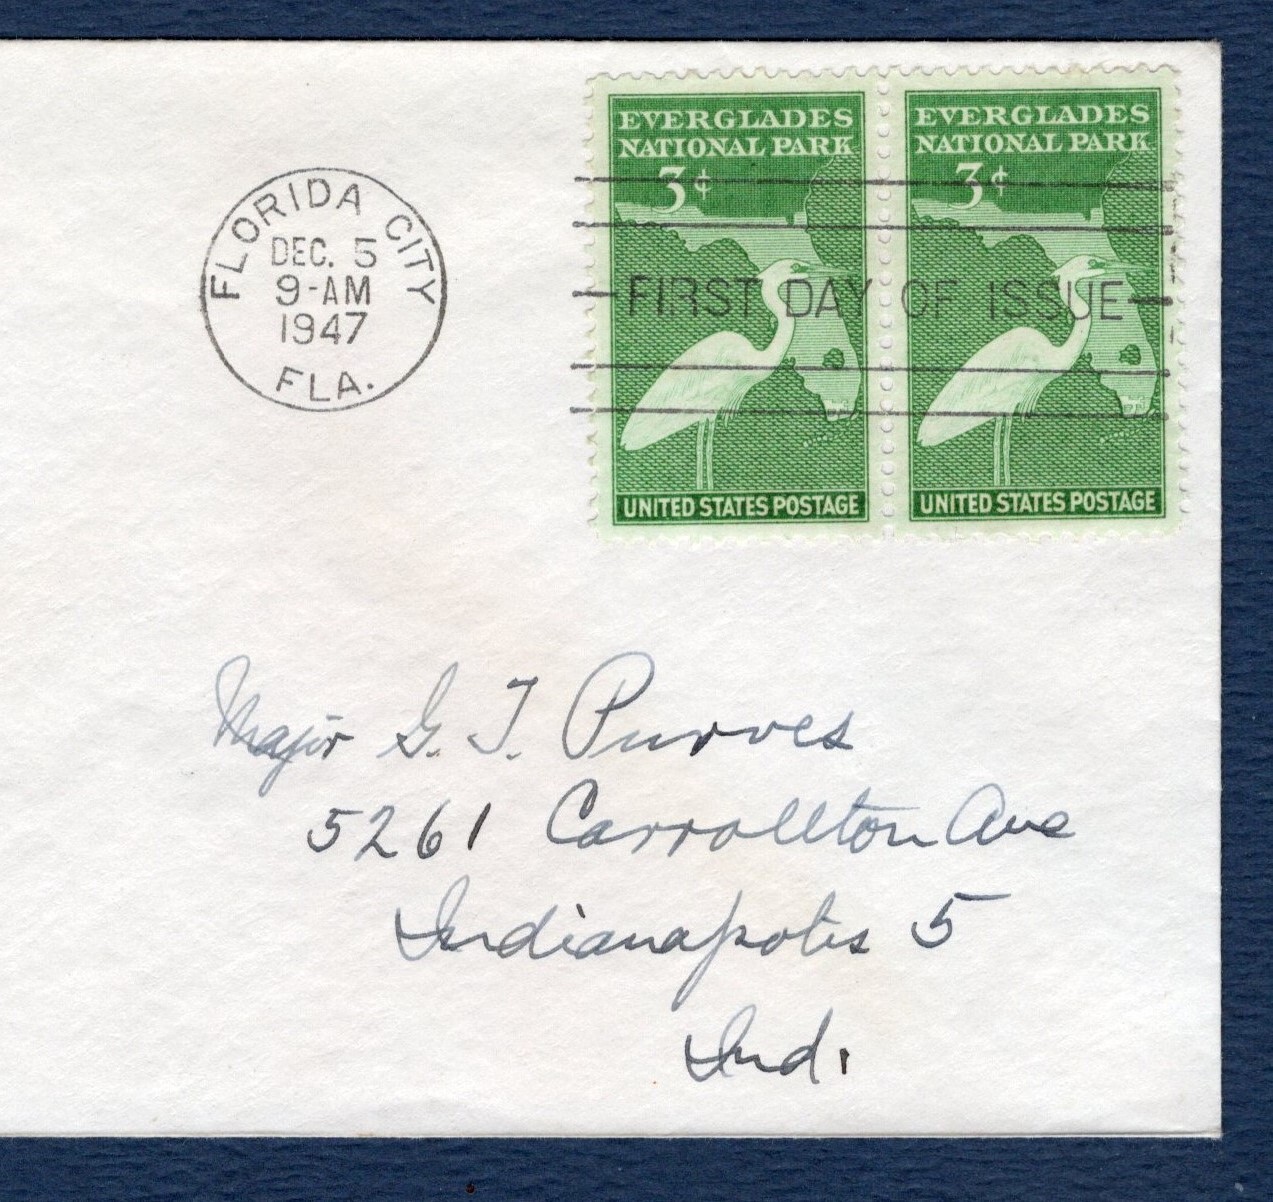 FLORIDA CITY
DEC. 5
9-AM
1947
FLA.
EVERGLADES
NATIONAL PARK
3¢
UNITED STATES POSTAGE
EVERGLADES
NATIONAL PARK
3¢
UNITED STATES POSTAGE
FIRST DAY OF ISSUE
Major G. T. Purves
5261 Carrollton Ave
Indianapolis 5
Ind.